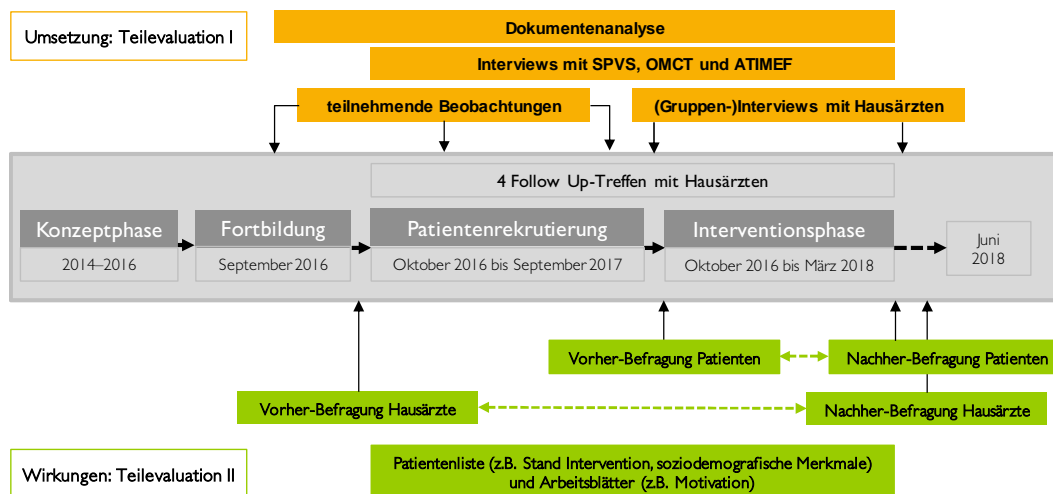 Umsetzung: Teilevaluation I
Dokumentenanalyse
Interviews mit SPVS, OMCT und ATIMEF
teilnehmende Beobachtungen
(Gruppen-)Interviews mit Hausärzten
4 Follow Up-Treffen mit Hausärzten
Konzeptphase
2014–2016
Fortbildung
September 2016
Patientenrekrutierung
Oktober 2016 bis September 2017
Interventionsphase
Oktober 2016 bis März 2018
Juni
2018
Vorher-Befragung Patienten
Nachher-Befragung Patienten
Vorher-Befragung Hausärzte
Nachher-Befragung Hausärzte
Wirkungen: Teilevaluation II
Patientenliste (z.B. Stand Intervention, soziodemografische Merkmale)
und Arbeitsblätter (z.B. Motivation)